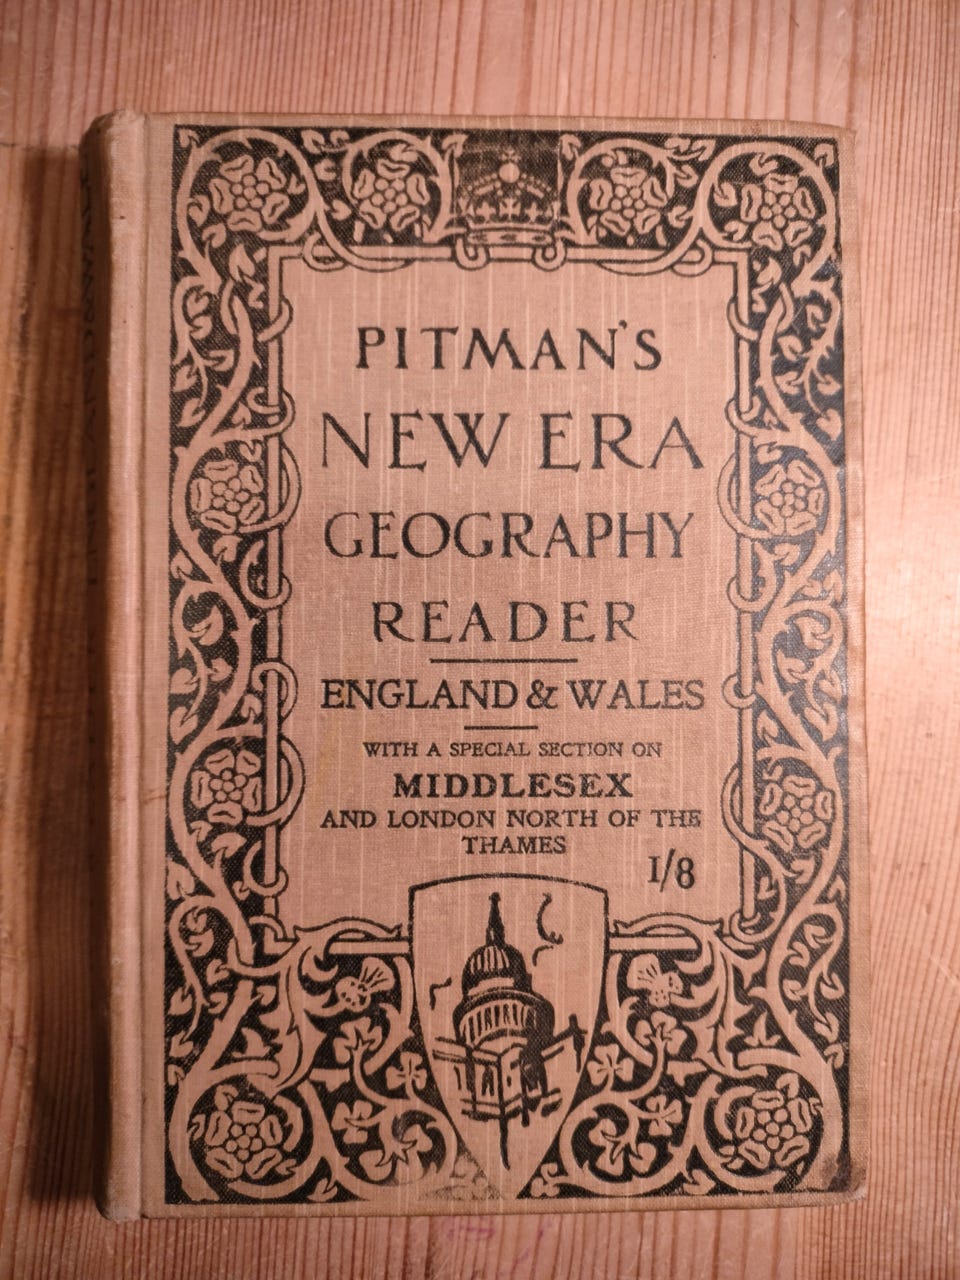 PITMAN'S
NEW ERA
GEOGRAPHY
READER
ENGLAND & WALES
WITH A SPECIAL SECTION ON
MIDDLESEX
AND LONDON NORTH OF THE
THAMES
1/8